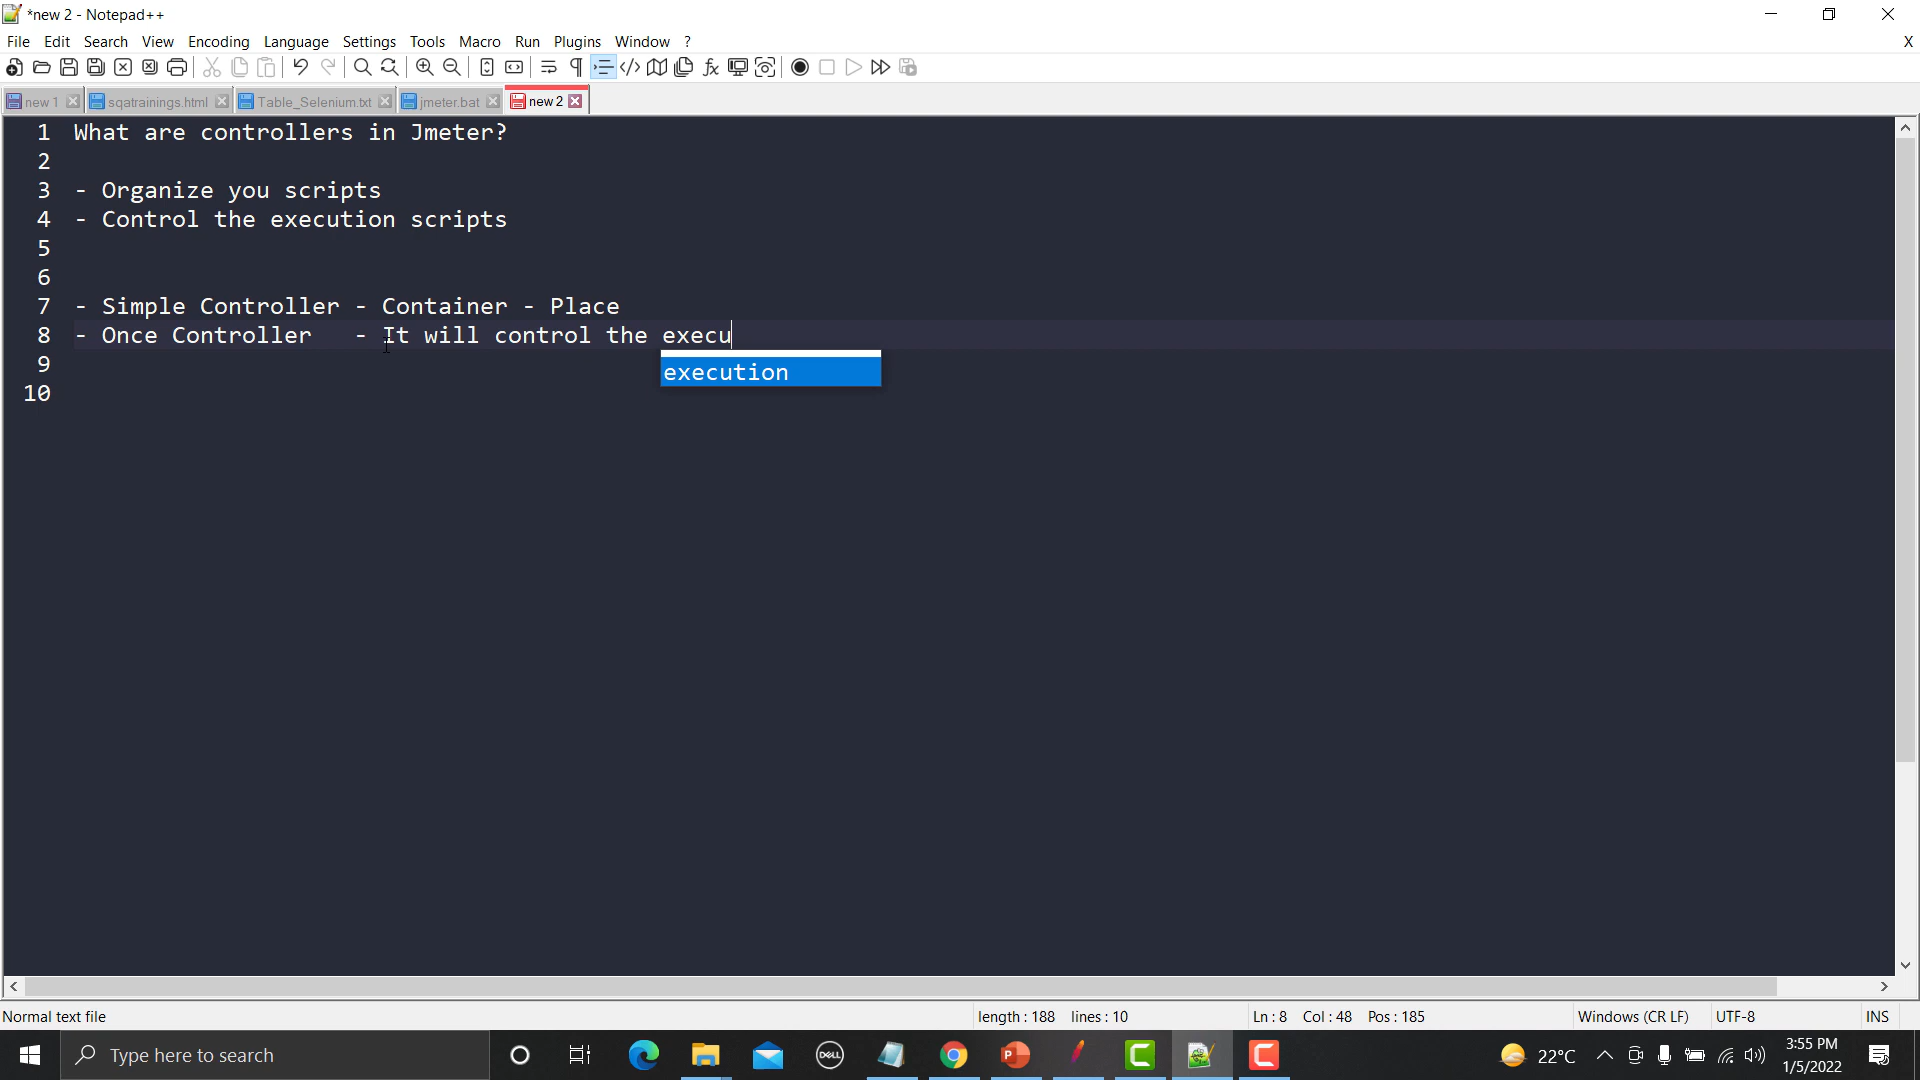 *new 2 - Notepad++
File Edit Search View Encoding Language Settings Tools Macro Run Plugins Window ? X
new 1 sqatrainings.html Table_Selenium.txt jmeter.bat new 2
1 What are controllers in Jmeter?
2
3 - Organize you scripts
4 - Control the execution scripts
5
6
7 - Simple Controller - Container - Place
8 - Once Controller - It will control the execu
execution
9
10
Normal text file length : 188 lines : 10 Ln : 8 Col : 48 Pos : 185 Windows (CR LF) UTF-8 INS
Type here to search DELL 22°C 3:55 PM
1/5/2022